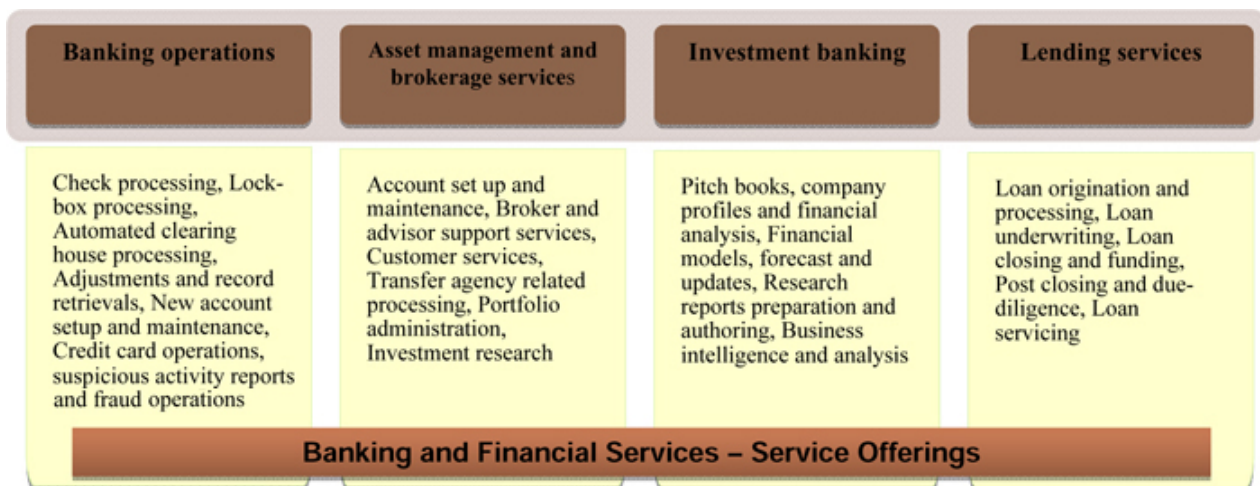 Banking operations
Asset management and
brokerage services
Investment banking
Lending services
Check processing, Lock-
box processing,
Automated clearing
house processing,
Adjustments and record
retrievals, New account
setup and maintenance,
Credit card operations,
suspicious activity reports
and fraud operations
Account set up and
maintenance, Broker and
advisor support services,
Customer services,
Transfer agency related
processing, Portfolio
administration,
Investment research
Pitch books, company
profiles and financial
analysis, Financial
models, forecast and
updates, Research
reports preparation and
authoring, Business
intelligence and analysis
Loan origination and
processing, Loan
underwriting, Loan
closing and funding,
Post closing and due-
diligence, Loan
servicing
Banking and Financial Services – Service Offerings